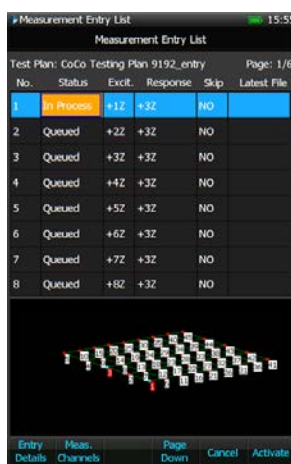 Measurement Entry List 15:55
Measurement Entry List
Test Plan: CoCo Testing Plan 9192_entry Page: 1/6
No. Status Excit. Response Skip Latest File
1 In Process +1Z +3Z NO
2 Queued +2Z +3Z NO
3 Queued +3Z +3Z NO
4 Queued +4Z +3Z NO
5 Queued +5Z +3Z NO
6 Queued +6Z +3Z NO
7 Queued +7Z +3Z NO
8 Queued +8Z +3Z NO
Entry Details Meas. Channels Page Down Cancel Activate